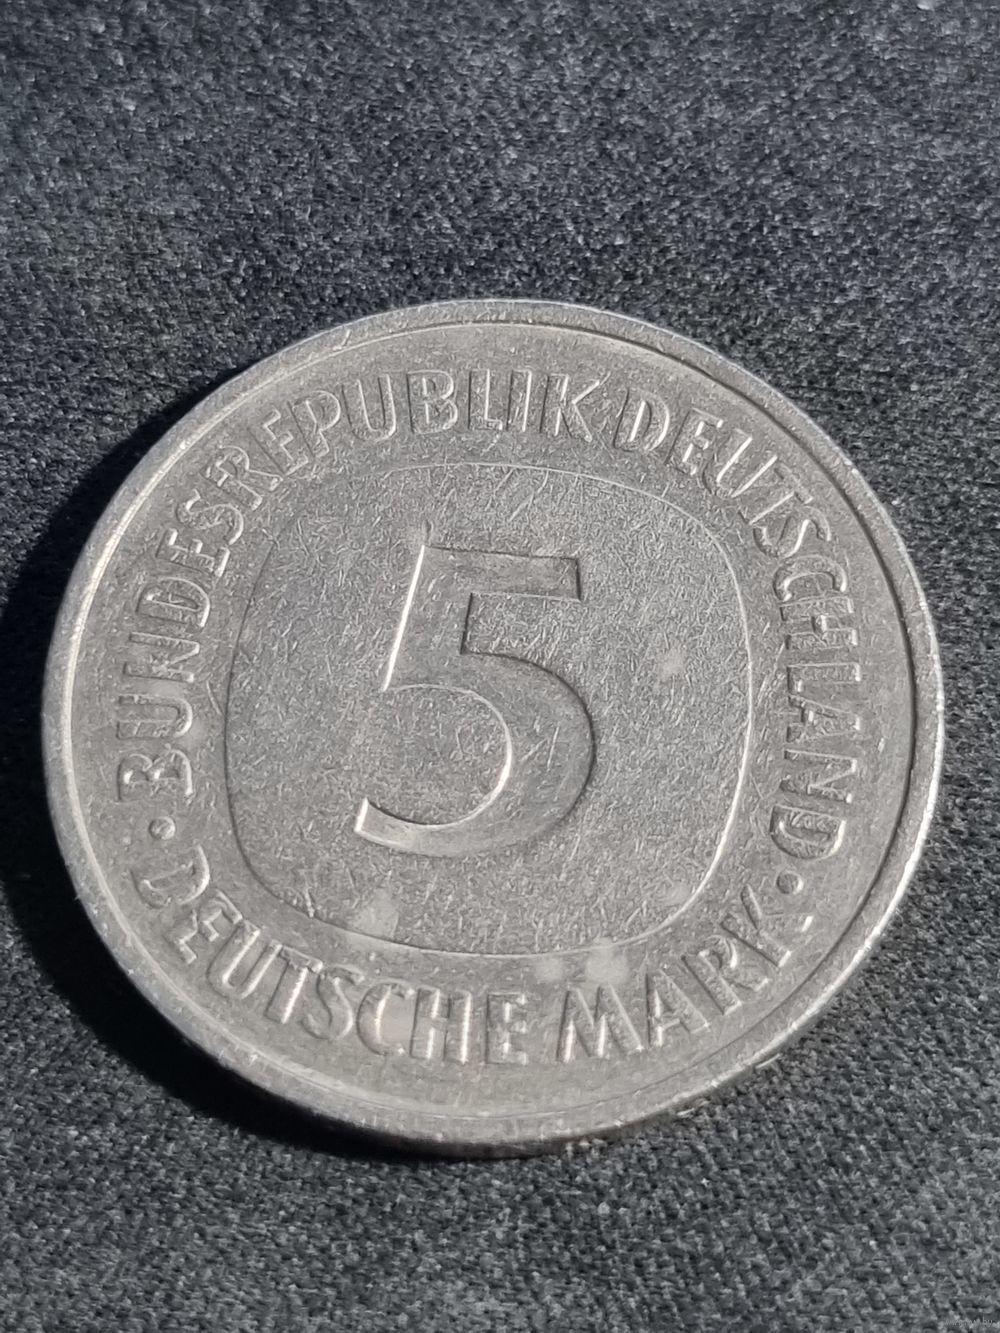 BUNDESREPUBLIK DEUTSCHLAND
5
· DEUTSCHE MARK ·